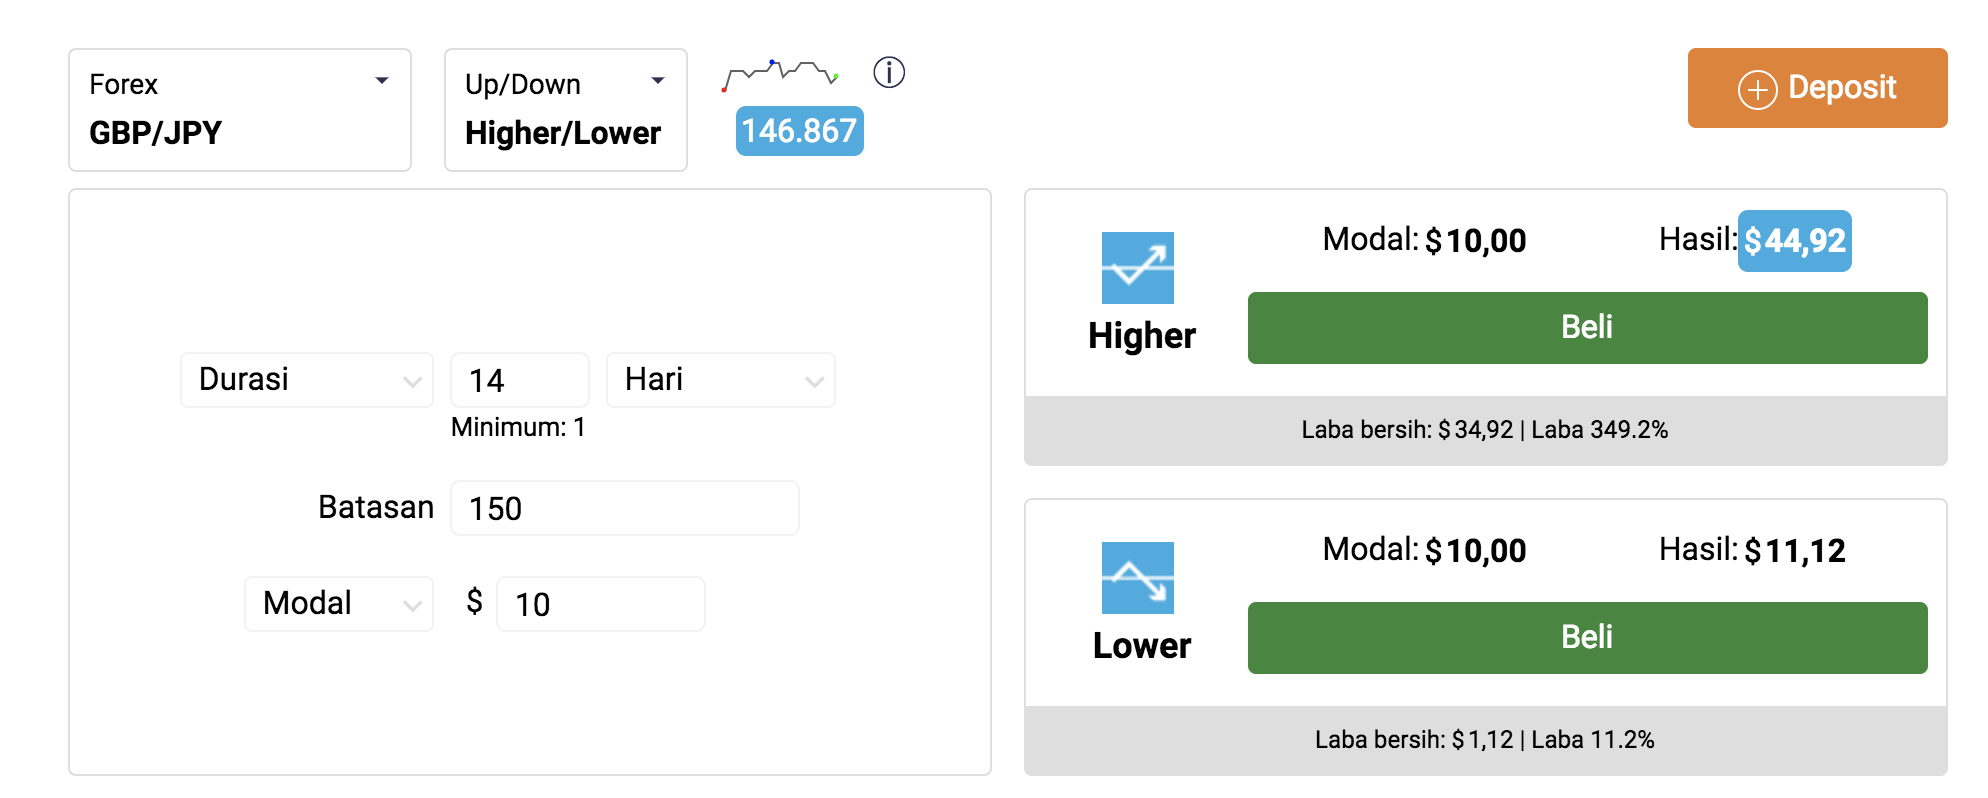 Forex
GBP/JPY
Up/Down
Higher/Lower
146.867
Deposit
Durasi
14
Hari
Minimum: 1
Batasan
150
Modal
$
10
Higher
Modal: $10,00
Hasil: $44,92
Beli
Laba bersih: $34,92 | Laba 349.2%
Lower
Modal: $10,00
Hasil: $11,12
Beli
Laba bersih: $1,12 | Laba 11.2%